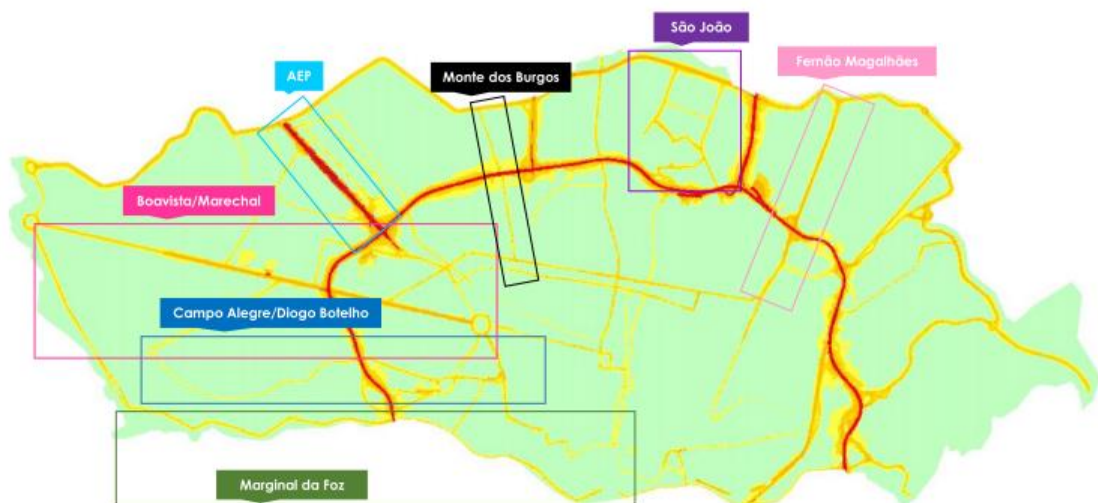 São João
AEP
Monte dos Burgos
Fernão Magalhães
Boavista/Marechal
Campo Alegre/Diogo Botelho
Marginal da Foz